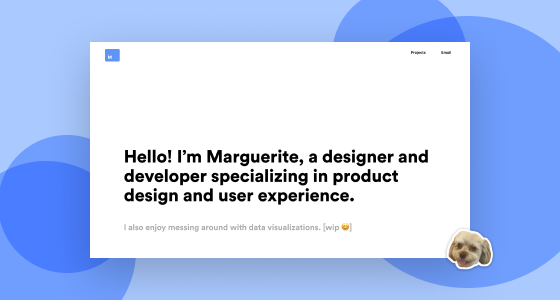 M
Projects Email
Hello! I’m Marguerite, a designer and
developer specializing in product
design and user experience.
I also enjoy messing around with data visualizations. [wip 😅]